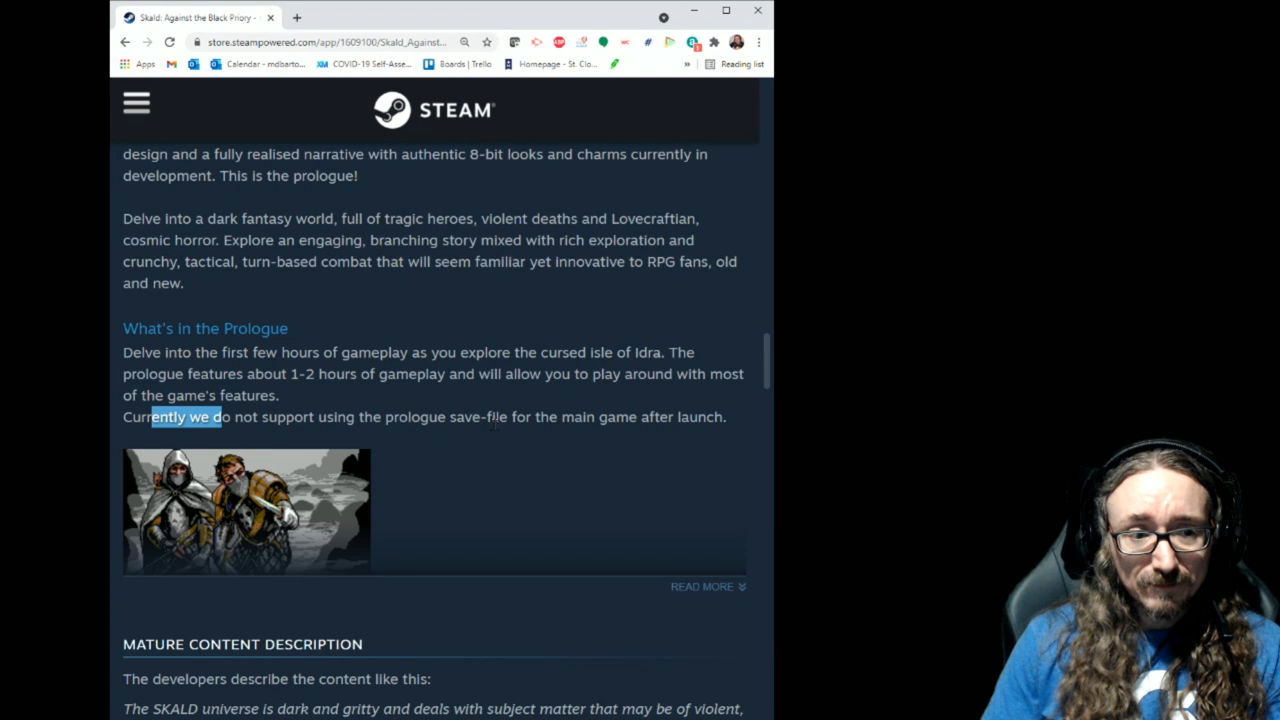 Skald: Against the Black Priory -
store.steampowered.com/app/1609100/Skald_Against...
Apps
Calendar - mdbarto...
COVID-19 Self-Asse...
Boards | Trello
Homepage - St. Clo...
»
Reading list
STEAM®
design and a fully realised narrative with authentic 8-bit looks and charms currently in
development. This is the prologue!
Delve into a dark fantasy world, full of tragic heroes, violent deaths and Lovecraftian,
cosmic horror. Explore an engaging, branching story mixed with rich exploration and
crunchy, tactical, turn-based combat that will seem familiar yet innovative to RPG fans, old
and new.
What's in the Prologue
Delve into the first few hours of gameplay as you explore the cursed isle of Idra. The
prologue features about 1-2 hours of gameplay and will allow you to play around with most
of the game's features.
Currently we do not support using the prologue save-file for the main game after launch.
READ MORE
MATURE CONTENT DESCRIPTION
The developers describe the content like this:
The SKALD universe is dark and gritty and deals with subject matter that may be of violent,